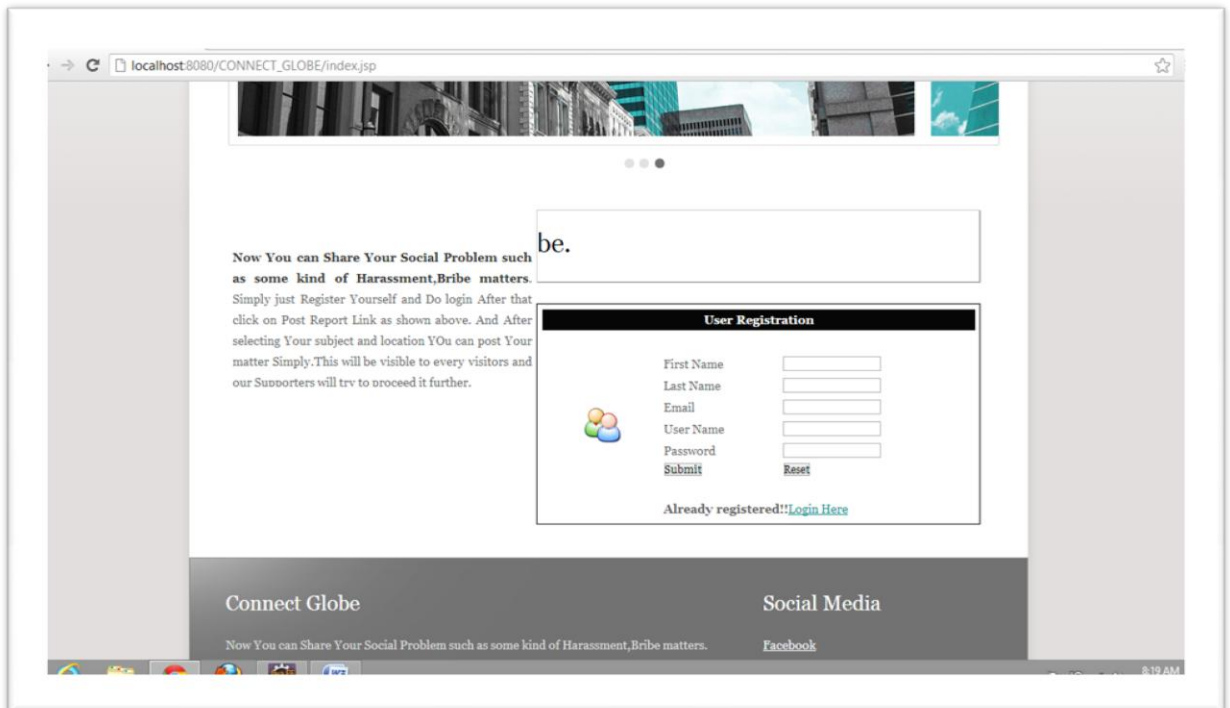 localhost:8080/CONNECT_GLOBE/index.jsp
be.
Now You can Share Your Social Problem such
as some kind of Harassment,Bribe matters.
Simply just Register Yourself and Do login After that
click on Post Report Link as shown above. And After
selecting Your subject and location YOu can post Your
matter Simply.This will be visible to every visitors and
our Supporters will try to proceed it further.
User Registration
First Name
Last Name
Email
User Name
Password
Submit Reset
Already registered!!Login Here
Connect Globe
Social Media
Now You can Share Your Social Problem such as some kind of Harassment,Bribe matters.
Facebook
8:19 AM